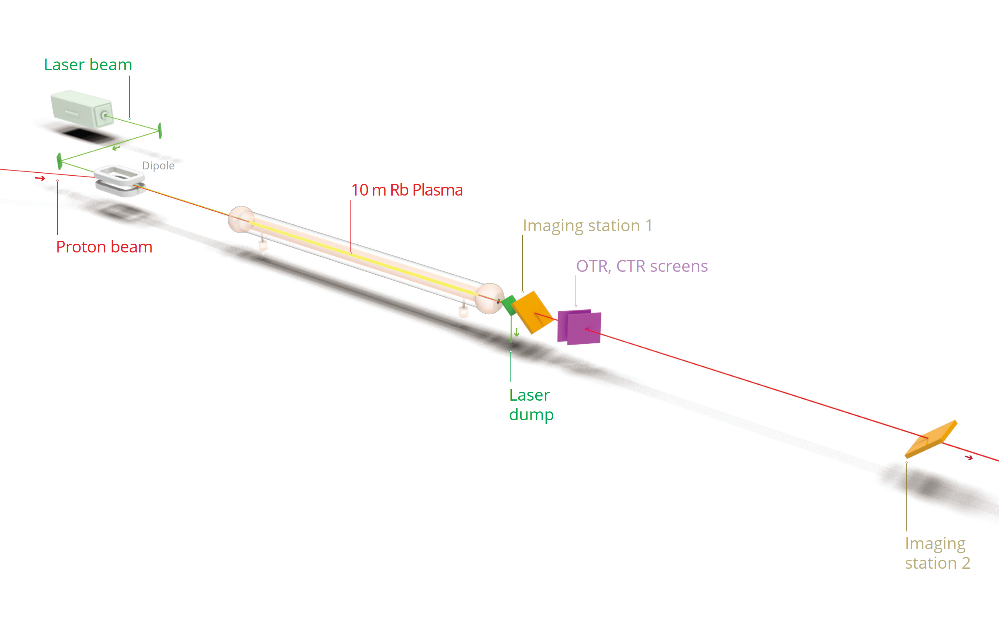 Laser beam
Dipole
10 m Rb Plasma
Proton beam
Imaging station 1
OTR, CTR screens
Laser
dump
Imaging
station 2